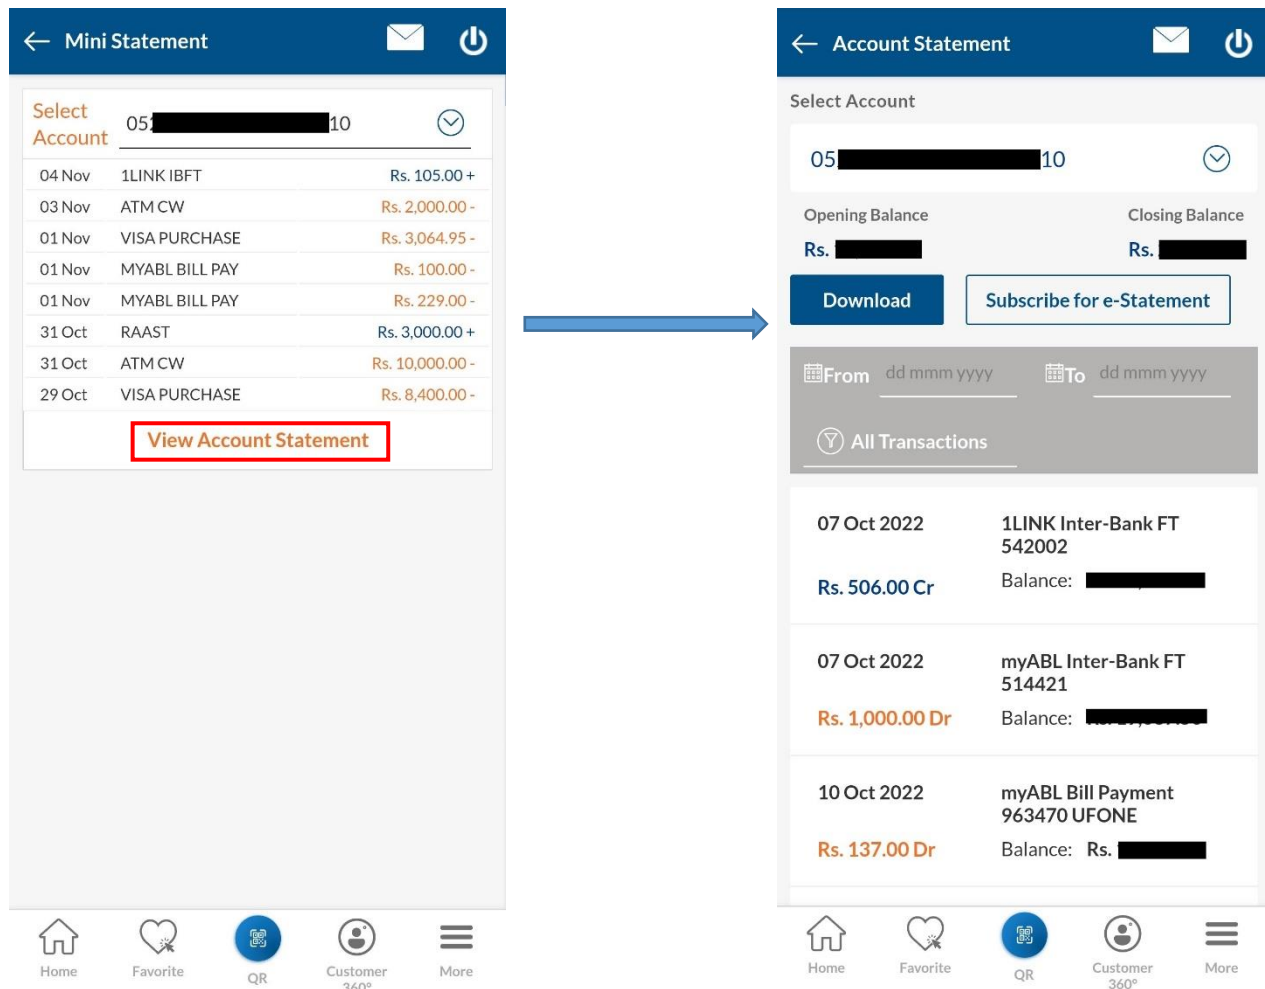 Mini Statement
Select
Account
05 10
04 Nov 1LINK IBFT Rs. 105.00 +
03 Nov ATM CW Rs. 2,000.00 -
01 Nov VISA PURCHASE Rs. 3,064.95 -
01 Nov MYABL BILL PAY Rs. 100.00 -
01 Nov MYABL BILL PAY Rs. 229.00 -
31 Oct RAAST Rs. 3,000.00 +
31 Oct ATM CW Rs. 10,000.00 -
29 Oct VISA PURCHASE Rs. 8,400.00 -
View Account Statement
Home Favorite QR Customer More
360°
Account Statement
Select Account
05 10
Opening Balance Closing Balance
Rs. Rs.
Download Subscribe for e-Statement
From dd mmm yyyy To dd mmm yyyy
All Transactions
07 Oct 2022 1LINK Inter-Bank FT
542002
Rs. 506.00 Cr Balance:
07 Oct 2022 myABL Inter-Bank FT
514421
Rs. 1,000.00 Dr Balance:
10 Oct 2022 myABL Bill Payment
963470 UFONE
Rs. 137.00 Dr Balance: Rs.
Home Favorite QR Customer More
360°